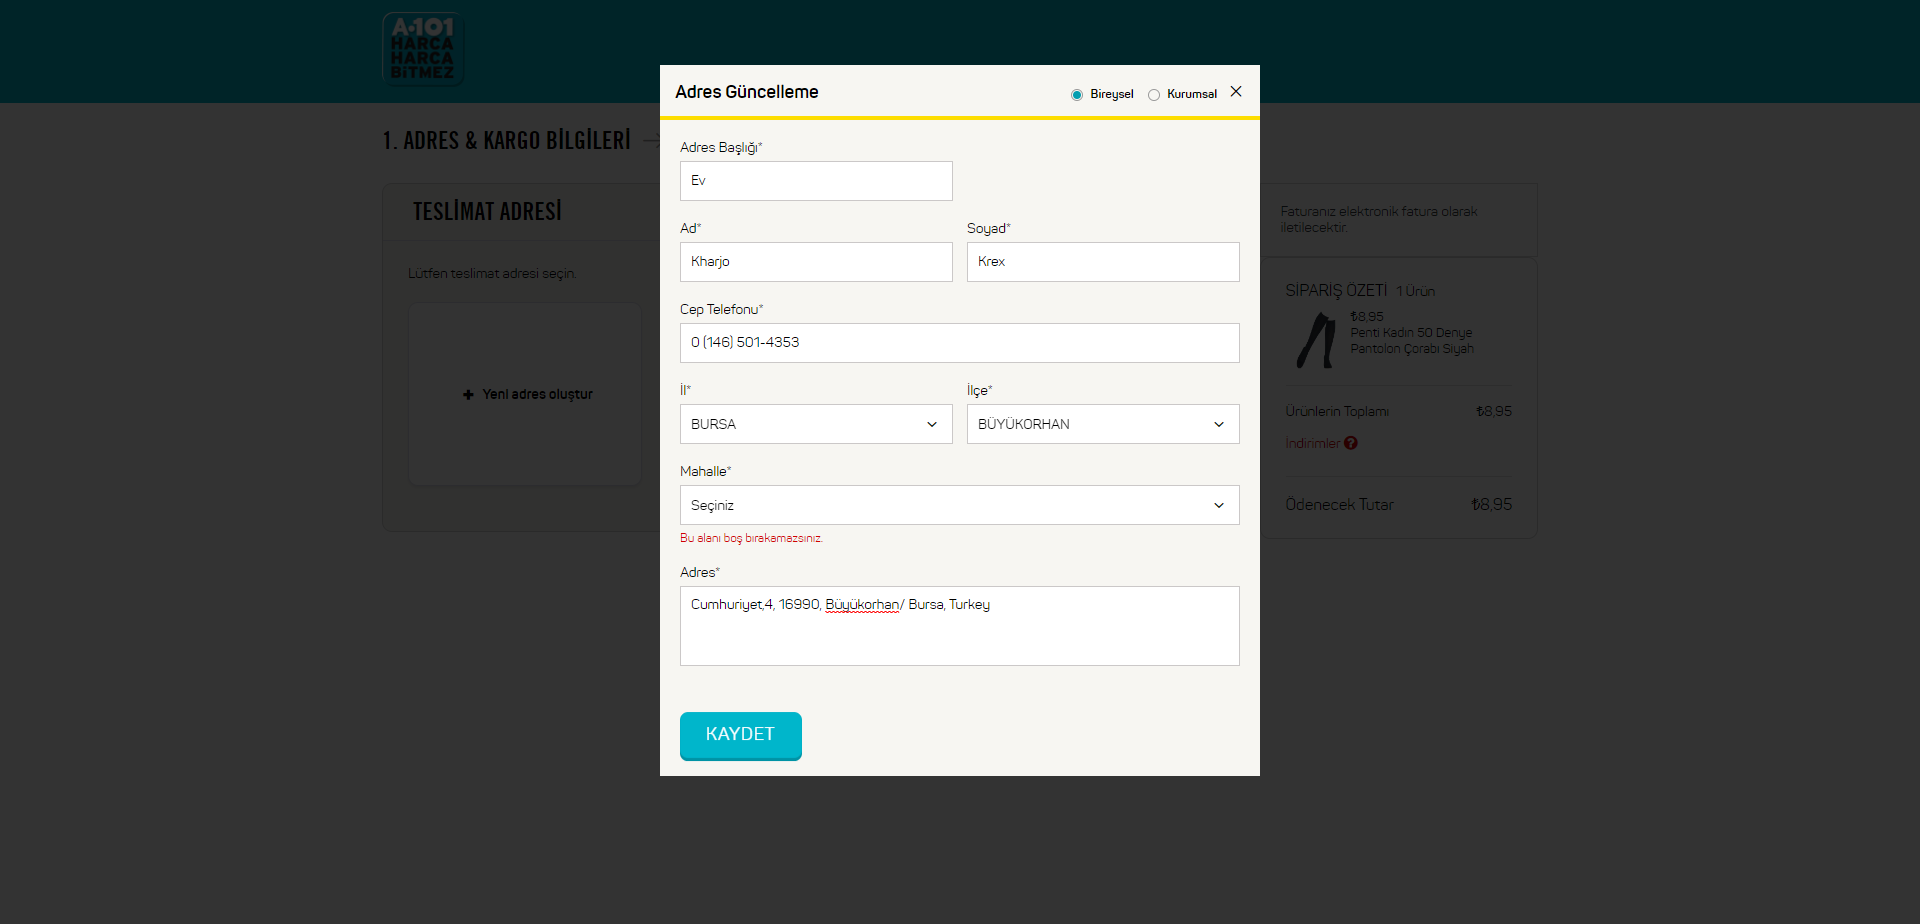 A·101
HARCA
HARCA
BİTMEZ
1. ADRES & KARGO BİLGİLERİ
TESLİMAT ADRESİ
Lütfen teslimat adresi seçin.
+ Yeni adres oluştur
Adres Güncelleme
Bireysel
Kurumsal
Adres Başlığı*
Ev
Ad*
Soyad*
Kharjo
Krex
Cep Telefonu*
0 (146) 501-4353
İl*
İlçe*
BURSA
BÜYÜKORHAN
Mahalle*
Seçiniz
Bu alanı boş bırakamazsınız.
Adres*
Cumhuriyet,4, 16990, Büyükorhan/ Bursa, Turkey
KAYDET
Faturanız elektronik fatura olarak
iletilecektir.
SİPARİŞ ÖZETİ 1 Ürün
₺8,95
Penti Kadın 50 Denye
Pantolon Çorabı Siyah
Ürünlerin Toplamı ₺8,95
İndirimler ?
Ödenecek Tutar ₺8,95